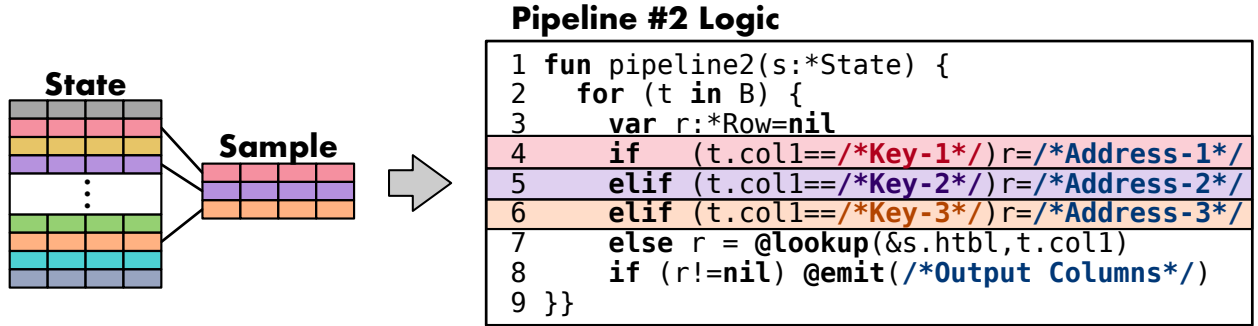 Pipeline #2 Logic
State
Sample
1 fun pipeline2(s:*State) {
2   for (t in B) {
3     var r:*Row=nil
4     if   (t.col1==/*Key-1*/)r=/*Address-1*/
5     elif (t.col1==/*Key-2*/)r=/*Address-2*/
6     elif (t.col1==/*Key-3*/)r=/*Address-3*/
7     else r = @lookup(&s.htbl,t.col1)
8     if (r!=nil) @emit(/*Output Columns*/)
9 }}